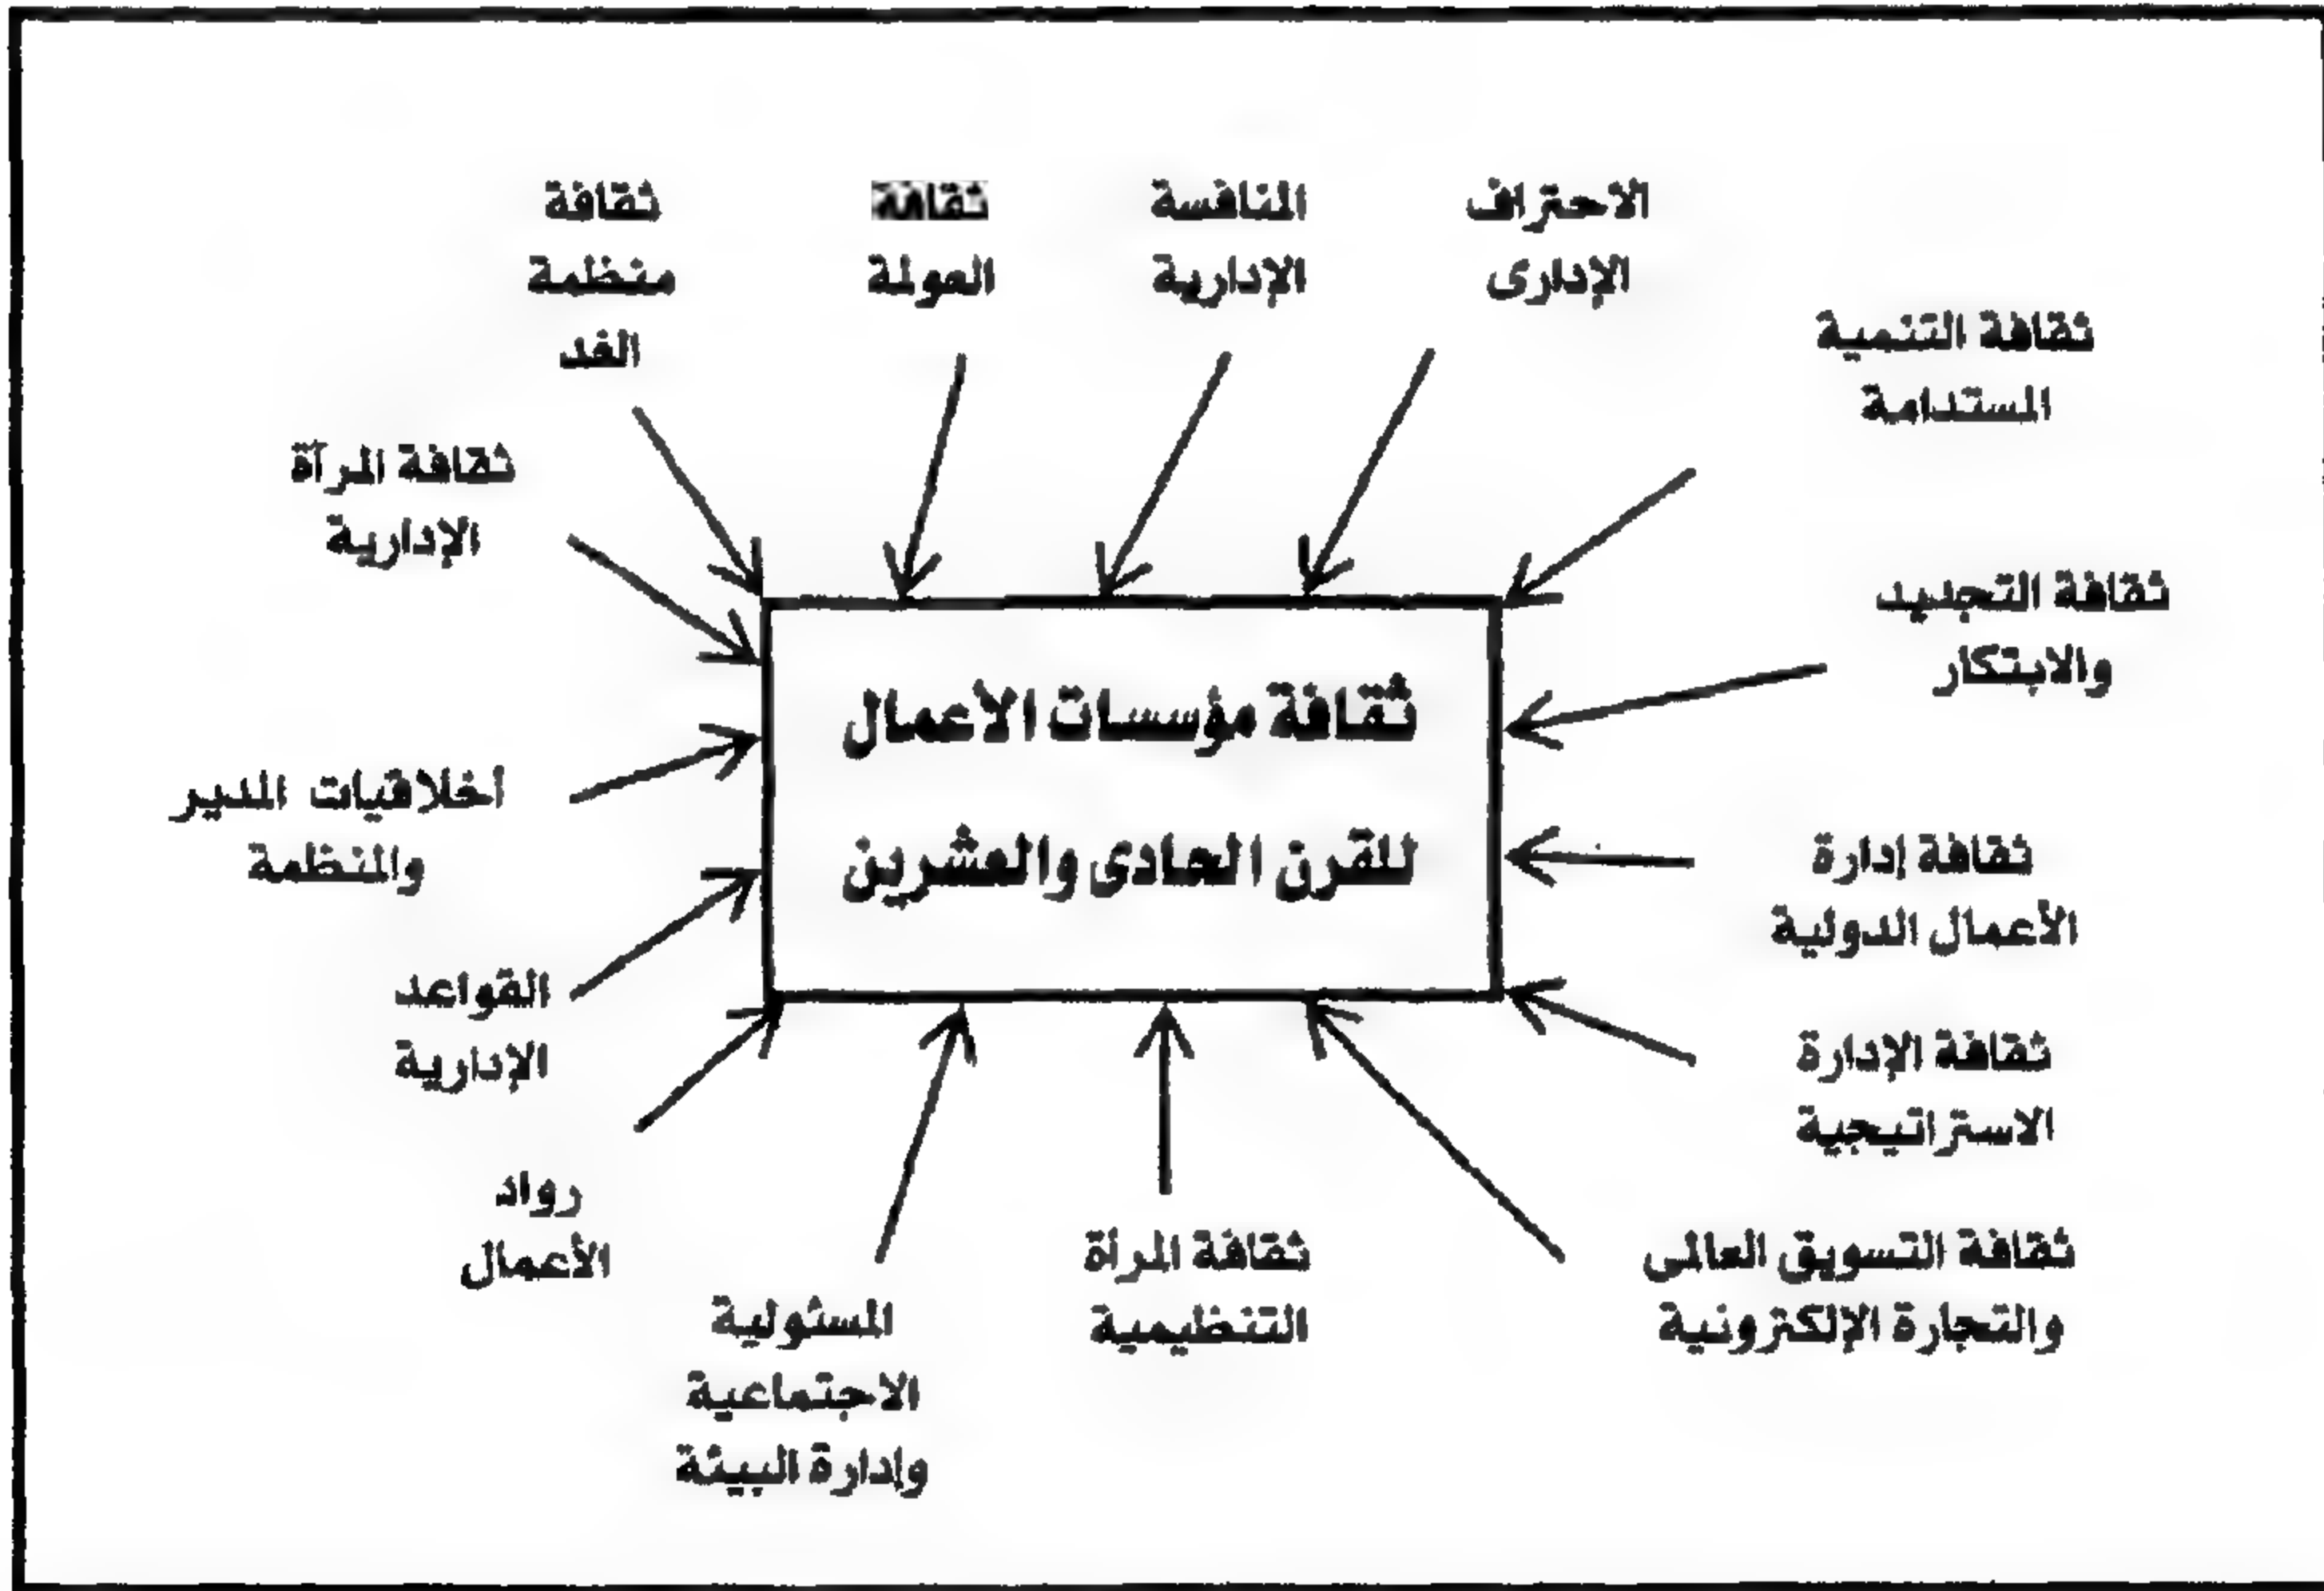 الاحتراف
الإدارى
المنافسة
الإدارية
ثقافة
العولمة
ثقافة
منظمة
الغد
ثقافة التنمية
المستدامة
ثقافة المرآة
الإدارية
ثقافة التجديد
والابتكار
ثقافة مؤسسات الأعمال
للقرن الحادى والعشرين
أخلاقيات المدير
والمنظمة
ثقافة إدارة
الأعمال الدولية
القواعد
الإدارية
ثقافة الإدارة
الاستراتيجية
رواد
الأعمال
ثقافة التسويق العالمى
والتجارة الإلكترونية
ثقافة المرأة
التنظيمية
المسئولية
الاجتماعية
وإدارة البيئة